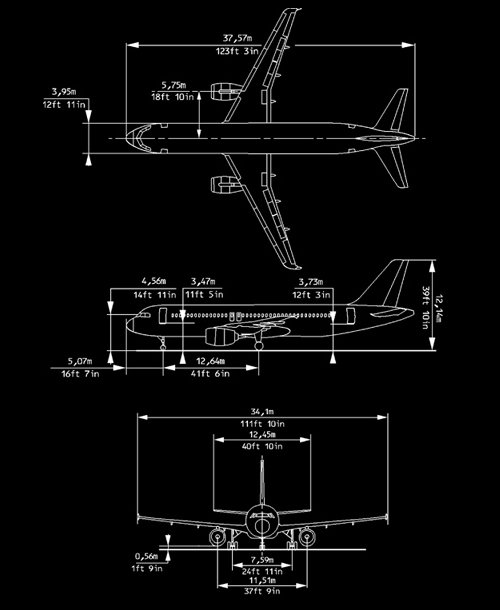 37,57m
123ft 3in
5,75m
18ft 10in
3,95m
12ft 11in
4,56m
14ft 11in
3,47m
11ft 5in
3,73m
12ft 3in
12,14m
39ft 10in
5,07m
16ft 7in
12,64m
41ft 6in
34,1m
111ft 10in
12,45m
40ft 10in
0,56m
1ft 9in
7,59m
24ft 11in
11,51m
37ft 9in